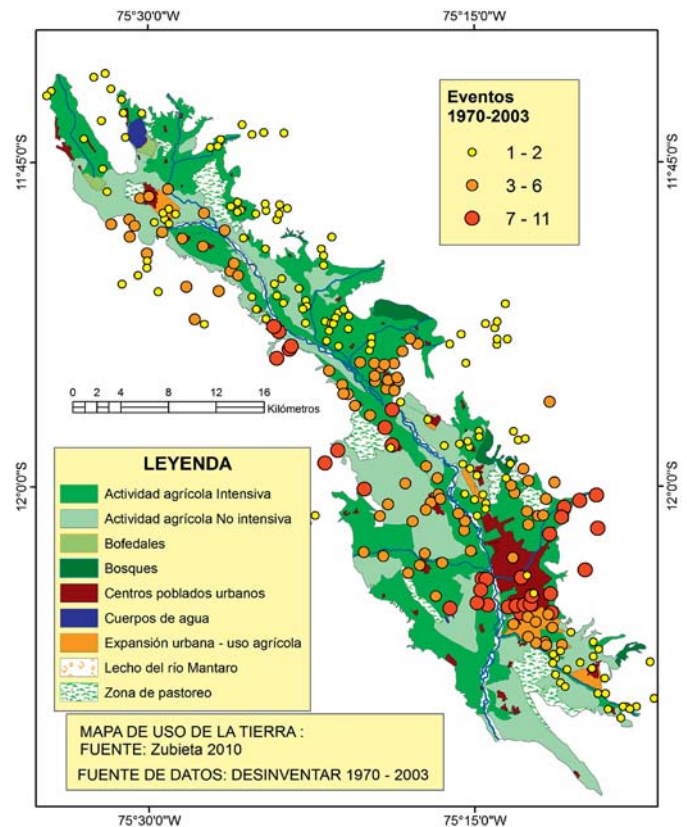 75°30'0"W
75°15'0"W
11°45'0"S
11°45'0"S
Eventos
1970-2003
1 - 2
3 - 6
7 - 11
0 2 4 8 12 16
Kilómetros
LEYENDA
Actividad agrícola Intensiva
Actividad agrícola No intensiva
Bofedales
Bosques
Centros poblados urbanos
Cuerpos de agua
Expansión urbana - uso agrícola
Lecho del río Mantaro
Zona de pastoreo
12°0'0"S
12°0'0"S
MAPA DE USO DE LA TIERRA :
FUENTE: Zubieta 2010
FUENTE DE DATOS: DESINVENTAR 1970 - 2003
75°30'0"W
75°15'0"W